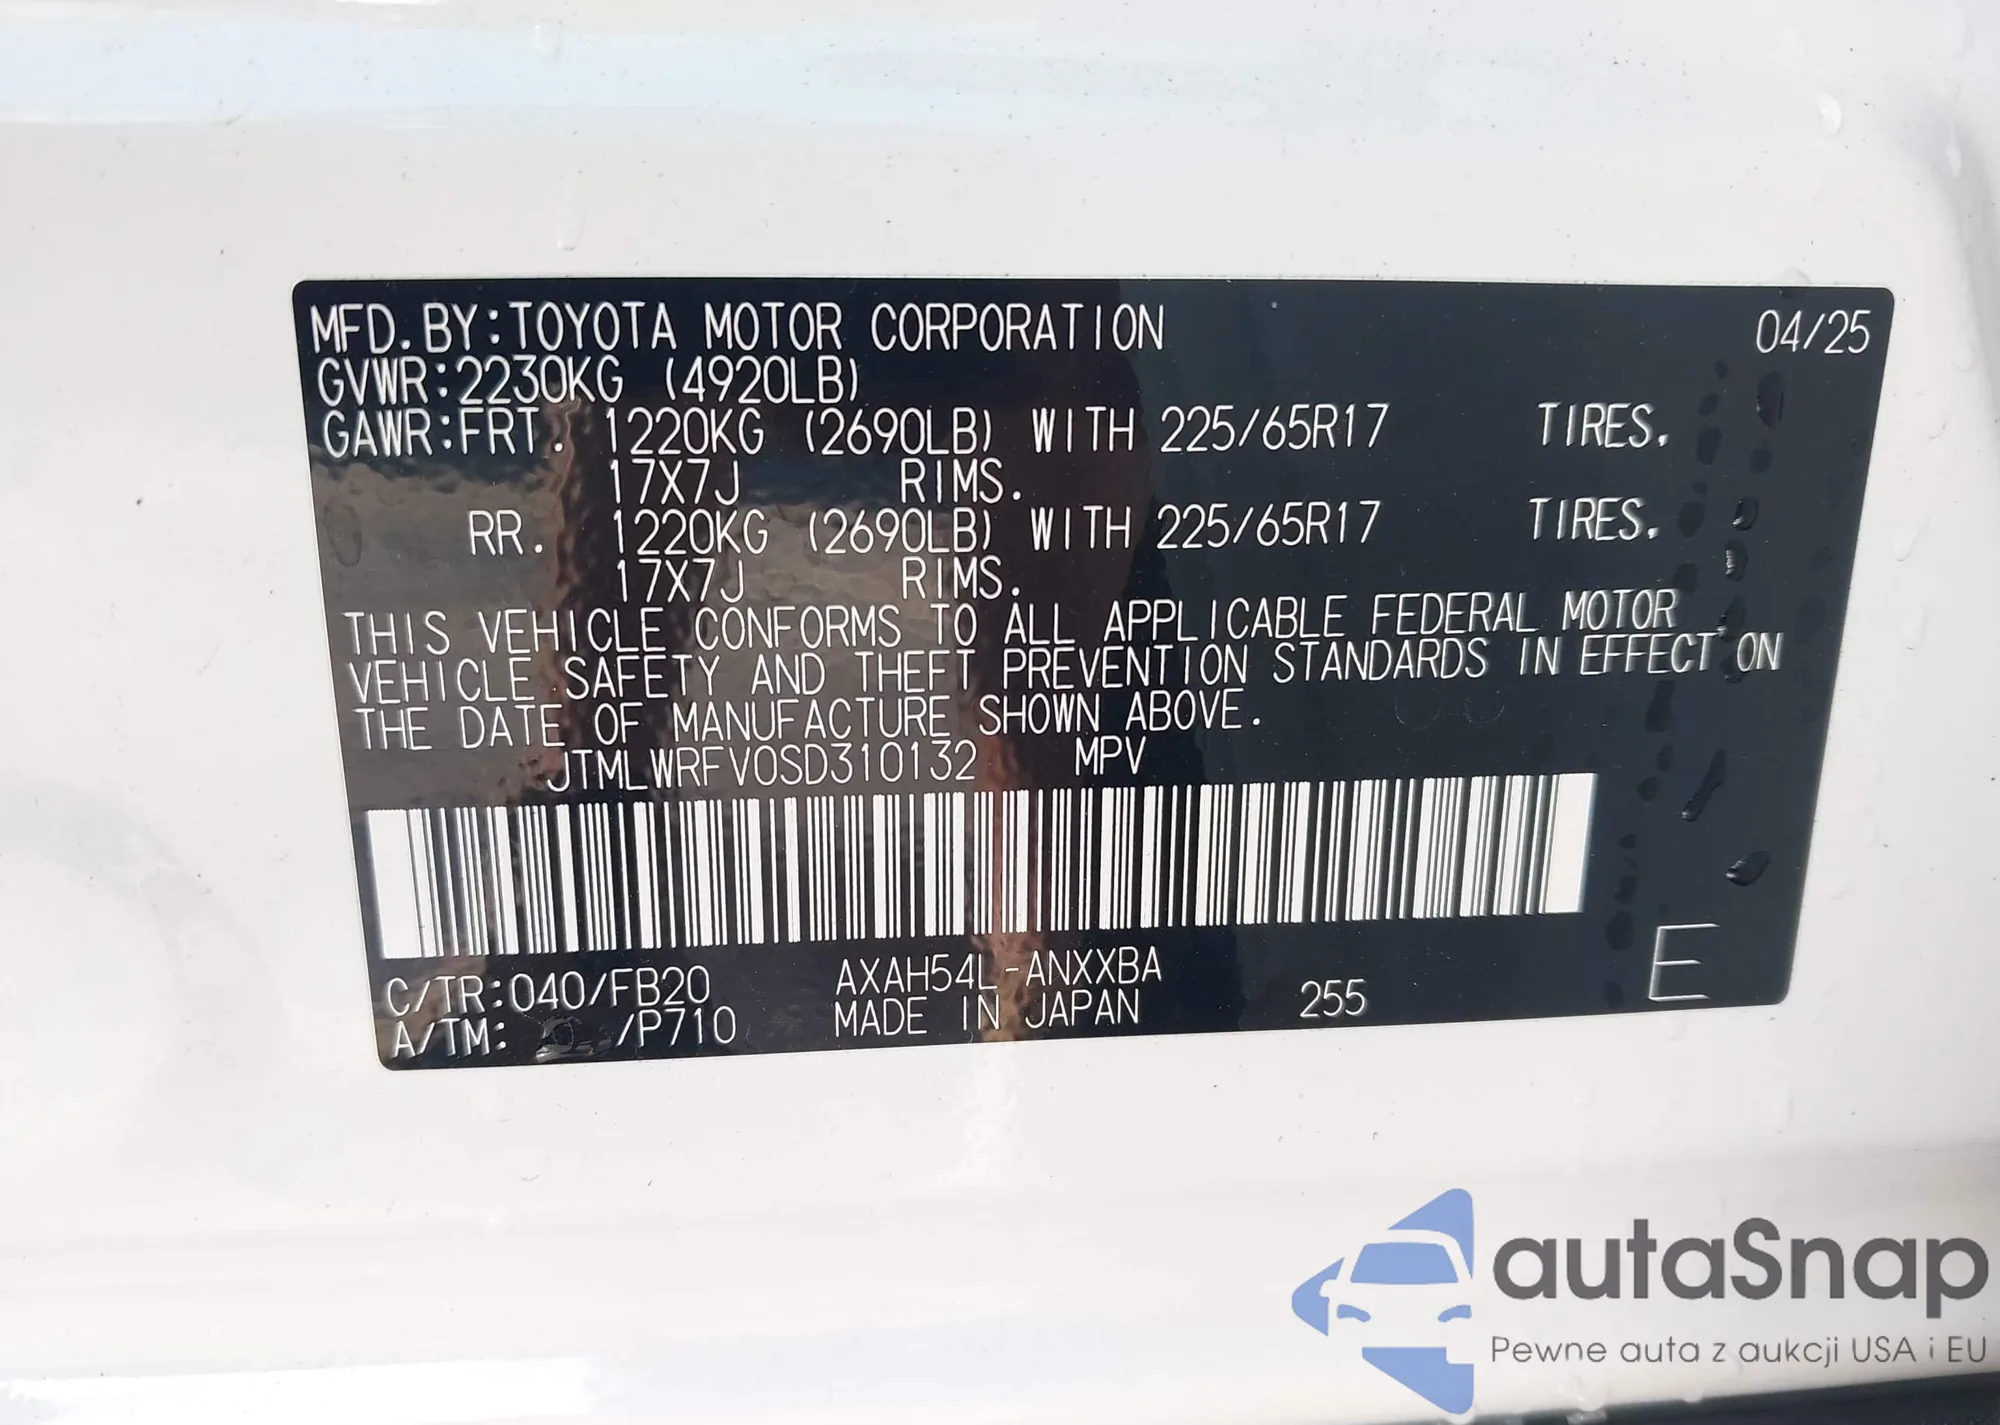 MFD. BY:TOYOTA MOTOR CORPORATION 04/25
GVWR:2230KG (4920LB)
GAWR:FRT. 1220KG (2690LB) WITH 225/65R17 TIRES.
17X7J RIMS.
RR. 1220KG (2690LB) WITH 225/65R17 TIRES.
17X7J RIMS.
THIS VEHICLE CONFORMS TO ALL APPLICABLE FEDERAL MOTOR
VEHICLE SAFETY AND THEFT PREVENTION STANDARDS IN EFFECT ON
THE DATE OF MANUFACTURE SHOWN ABOVE.
JTMLWRFV0SD310132 MPV
C/TR:040/FB20 AXAH54L-ANXXBA
A/TM: /P710 MADE IN JAPAN 255 E
autaSnap
Pewne auta z aukcji USA i EU